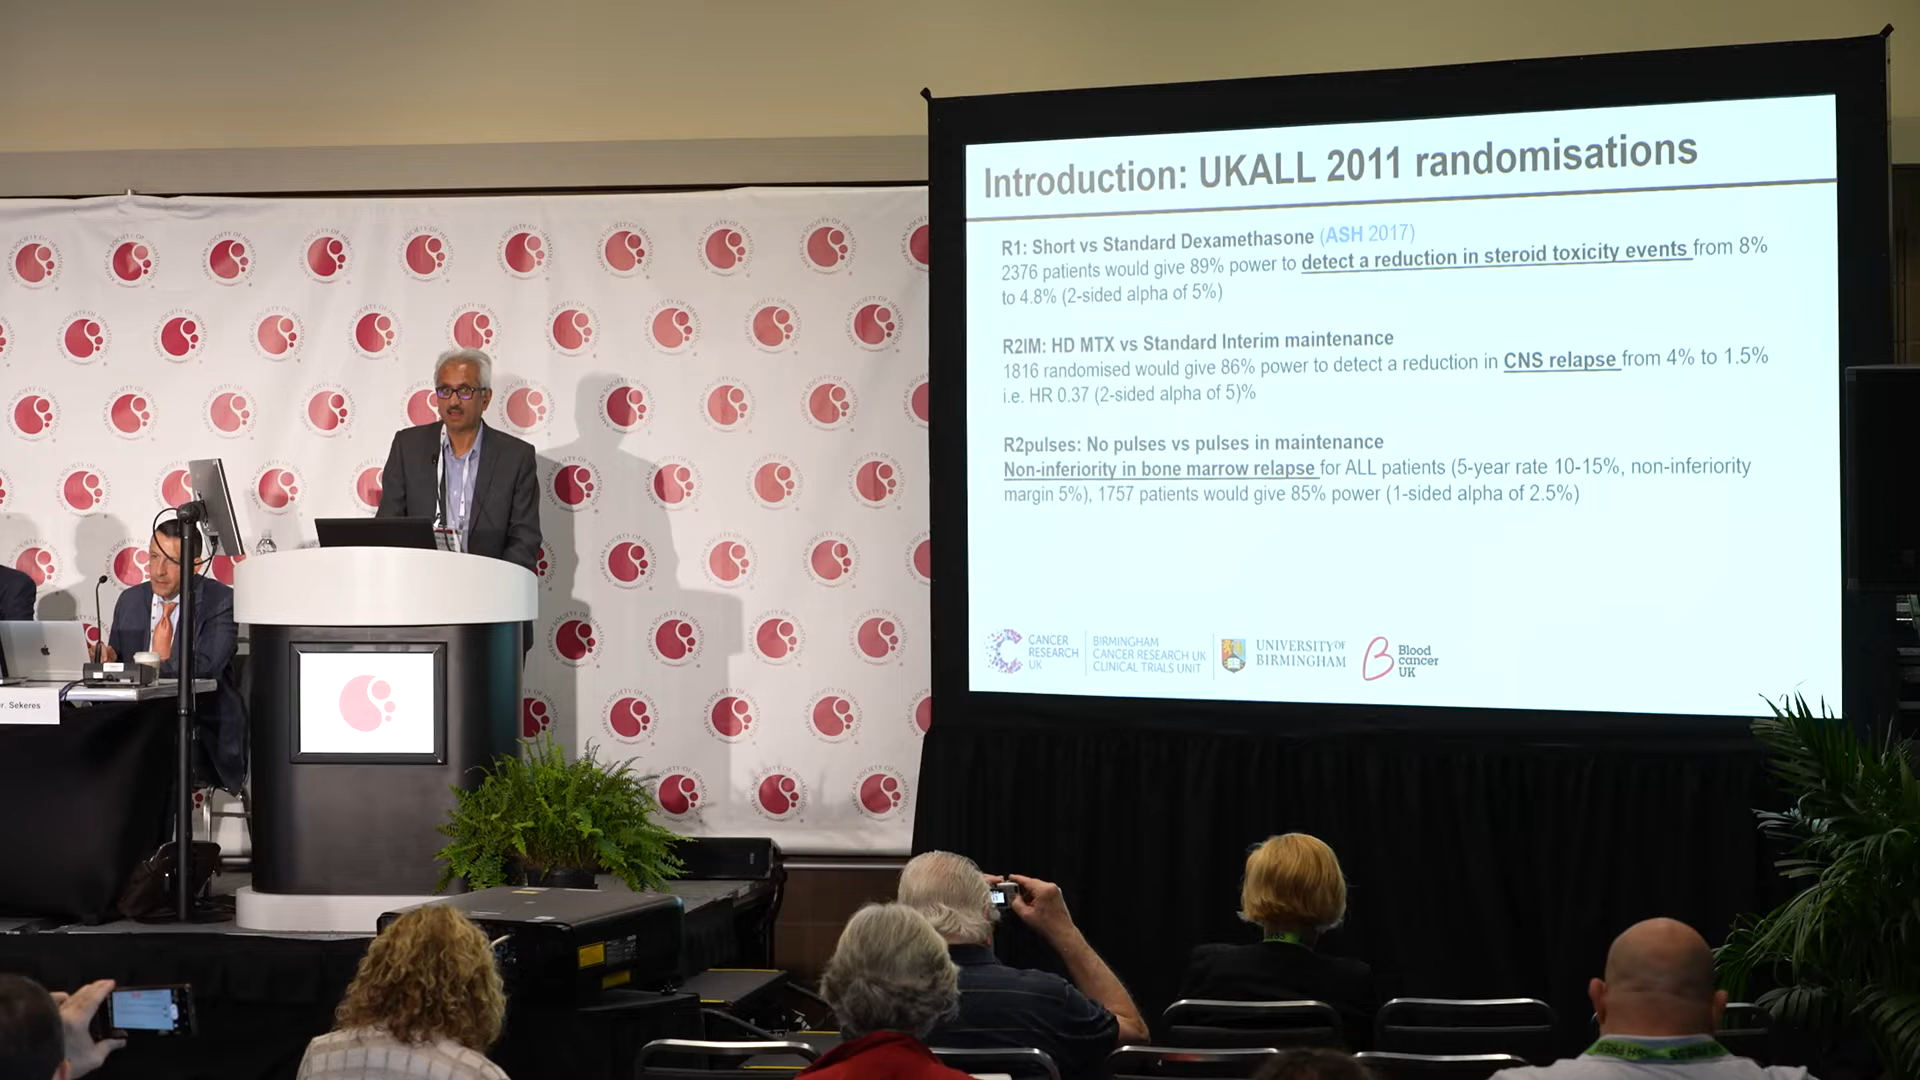 Introduction: UKALL 2011 randomisations
R1: Short vs Standard Dexamethasone (ASH 2017)
2376 patients would give 89% power to detect a reduction in steroid toxicity events from 8%
to 4.8% (2-sided alpha of 5%)
R2IM: HD MTX vs Standard Interim maintenance
1816 randomised would give 86% power to detect a reduction in CNS relapse from 4% to 1.5%
i.e. HR 0.37 (2-sided alpha of 5)%
R2pulses: No pulses vs pulses in maintenance
Non-inferiority in bone marrow relapse for ALL patients (5-year rate 10-15%, non-inferiority
margin 5%), 1757 patients would give 85% power (1-sided alpha of 2.5%)
CANCER
RESEARCH
UK
BIRMINGHAM
CANCER RESEARCH UK
CLINICAL TRIALS UNIT
UNIVERSITY OF
BIRMINGHAM
Blood
cancer
UK
AMERICAN SOCIETY OF HEMATOLOGY
r. Sekeres